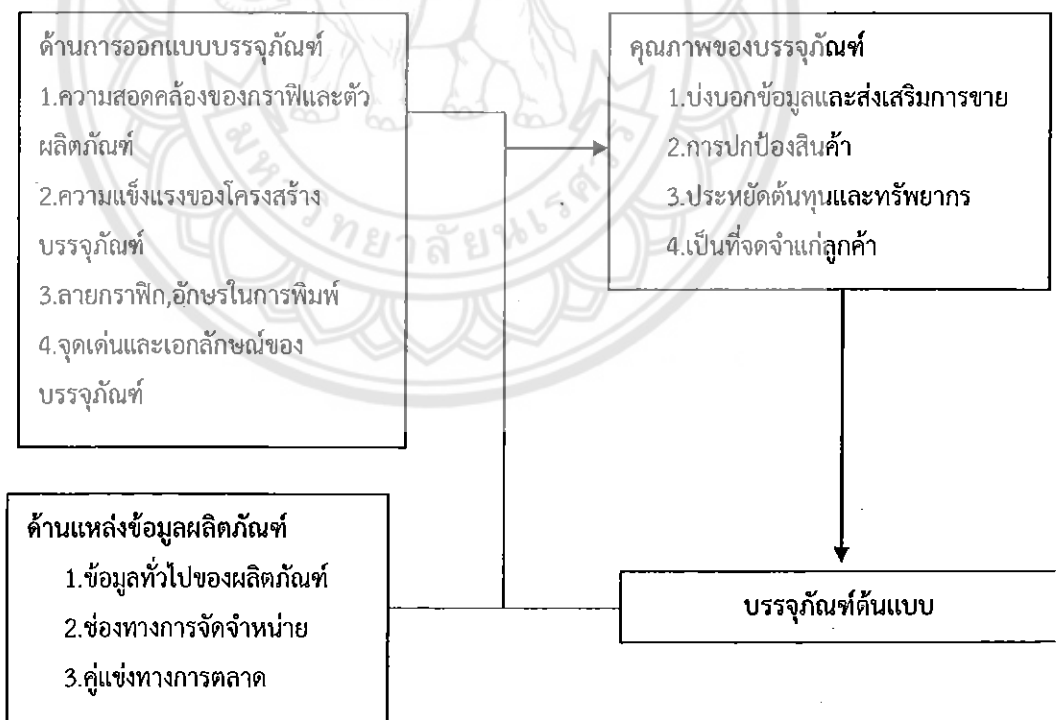 ด้านการออกแบบบรรจุภัณฑ์
1.ความสอดคล้องของกราฟิและตัว
ผลิตภัณฑ์
2.ความแข็งแรงของโครงสร้าง
บรรจุภัณฑ์
3.ลายกราฟิก,อักษรในการพิมพ์
4.จุดเด่นและเอกลักษณ์ของ
บรรจุภัณฑ์
คุณภาพของบรรจุภัณฑ์
1.บ่งบอกข้อมูลและส่งเสริมการขาย
2.การปกป้องสินค้า
3.ประหยัดต้นทุนและทรัพยากร
4.เป็นที่จดจำแก่ลูกค้า
ด้านแหล่งข้อมูลผลิตภัณฑ์
1.ข้อมูลทั่วไปของผลิตภัณฑ์
2.ช่องทางการจัดจำหน่าย
3.คู่แข่งทางการตลาด
บรรจุภัณฑ์ต้นแบบ
มหาวิทยาลัยนเรศวร